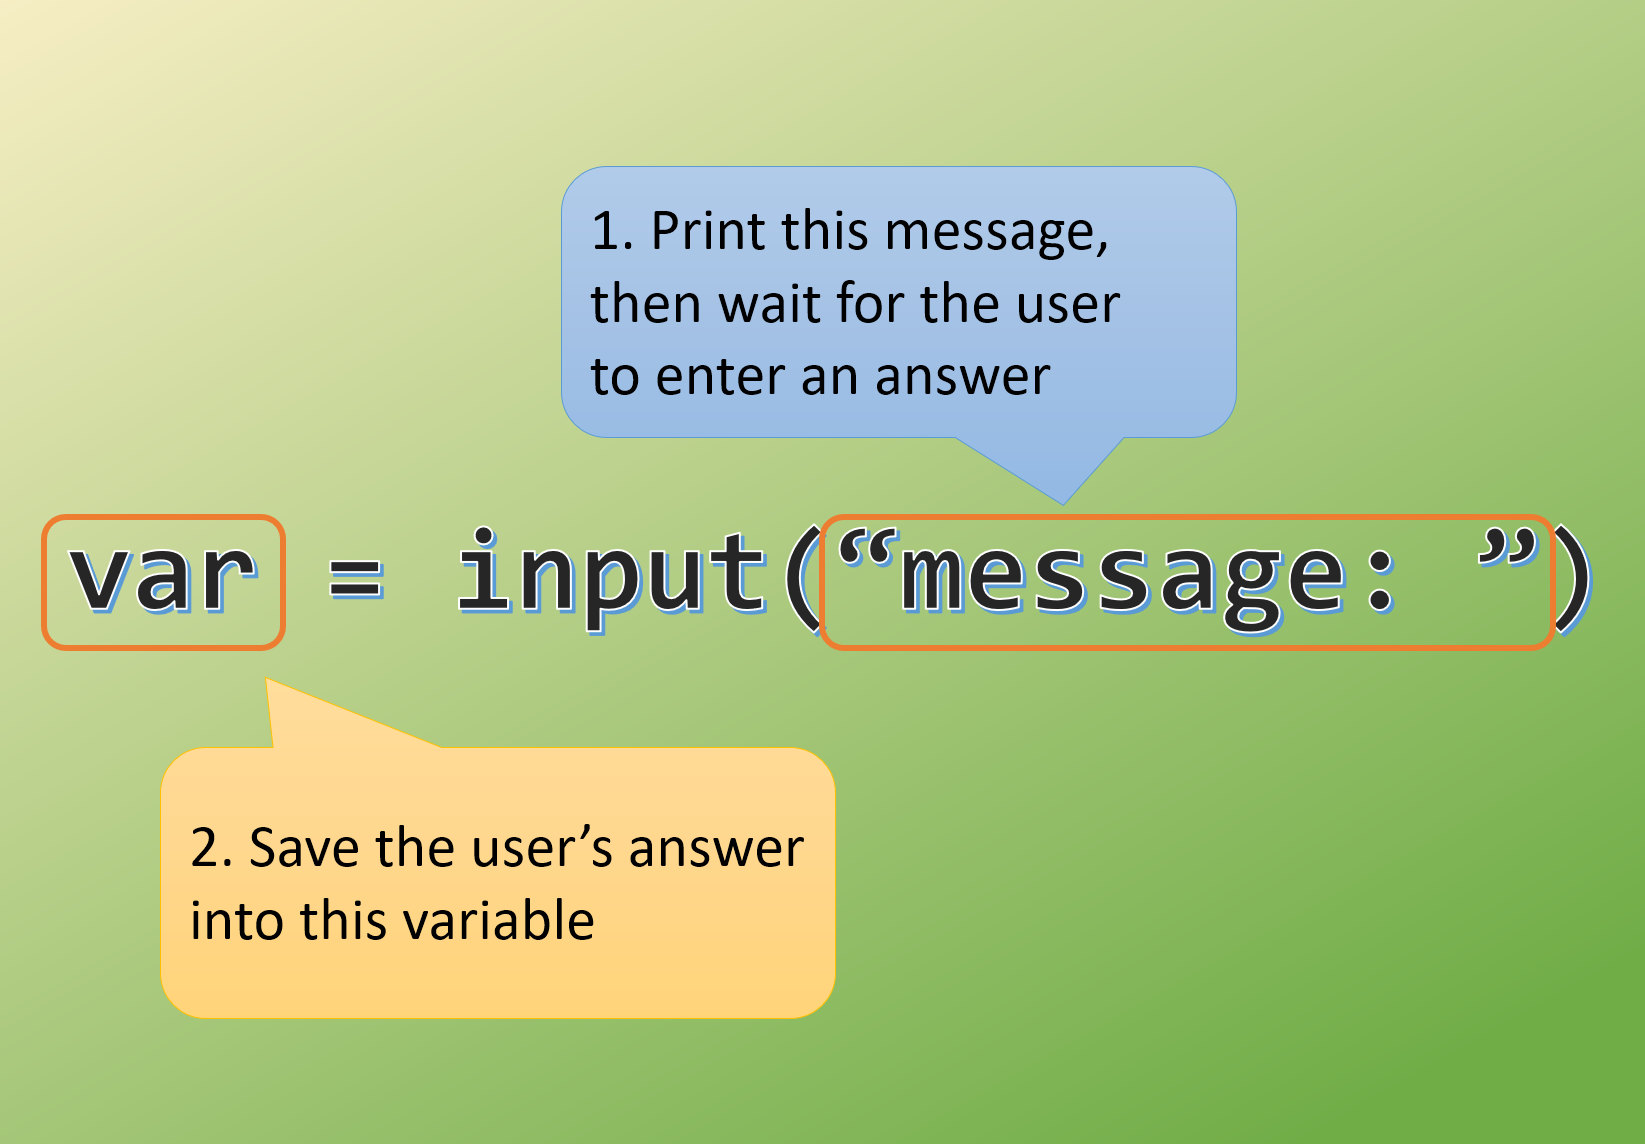 1. Print this message,
then wait for the user
to enter an answer
var = input(“message: ”)
2. Save the user’s answer
into this variable